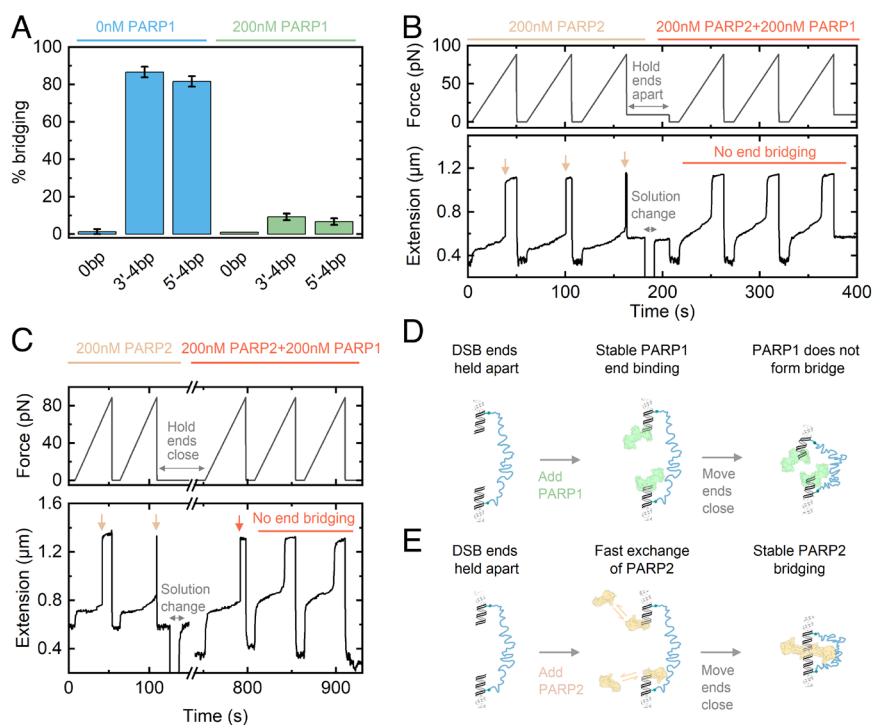 A
0nM PARP1
200nM PARP1
% bridging
100
80
60
40
20
0
0bp
3'-4bp
5'-4bp
0bp
3'-4bp
5'-4bp
B
200nM PARP2
200nM PARP2+200nM PARP1
Force (pN)
100
75
50
25
0
Hold
ends
apart
Extension (μm)
1.2
0.8
0.4
No end bridging
Solution
change
0
100
200
300
400
Time (s)
C
200nM PARP2
200nM PARP2+200nM PARP1
Force (pN)
80
40
0
Hold
ends
close
Extension (μm)
1.6
1.2
0.8
0.4
No end bridging
Solution
change
0
100
800
900
Time (s)
D
DSB ends
held apart
Stable PARP1
end binding
PARP1 does not
form bridge
Add
PARP1
Move
ends
close
E
DSB ends
held apart
Fast exchange
of PARP2
Stable PARP2
bridging
Add
PARP2
Move
ends
close